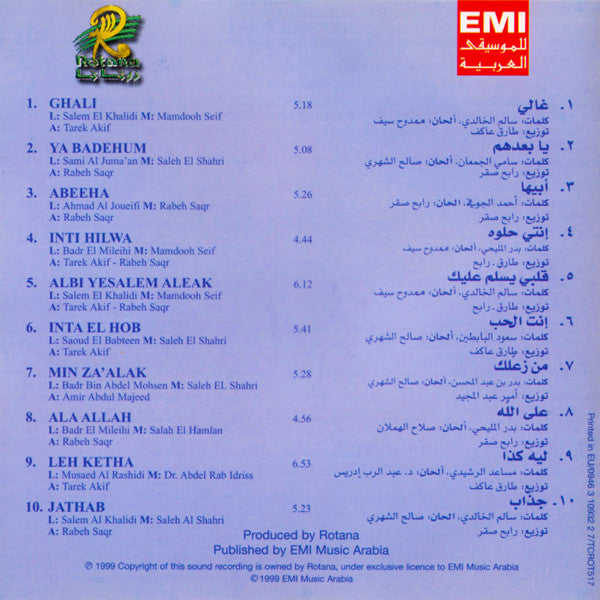 Rotana
روتانا
EMI
للموسيقى
العربية
1. GHALI 5.18
L: Salem El Khalidi M: Mamdooh Seif
A: Tarek Akif
2. YA BADEHUM 5.08
L: Sami Al Juma'an M: Saleh El Shahri
A: Rabeh Saqr
3. ABEEHA 5.26
L: Ahmad Al Joueifi M: Rabeh Saqr
A: Rabeh Saqr
4. INTI HILWA 4.44
L: Badr El Mileihi M: Mamdooh Seif
A: Tarek Akif - Rabeh Saqr
5. ALBI YESALEM ALEAK 6.12
L: Salem El Khalidi M: Mamdooh Seif
A: Tarek Akif - Rabeh Saqr
6. INTA EL HOB 5.41
L: Saoud El Babteen M: Saleh El Shahri
A: Tarek Akif
7. MIN ZA'ALAK 5.28
L: Badr Bin Abdel Mohsen M: Saleh EL Shahri
A: Amir Abdul Majeed
8. ALA ALLAH 4.56
L: Badr El Mileihi M: Salah El Hamlan
A: Rabeh Saqr
9. LEH KETHA 6.53
L: Musaed Al Rashidi M: Dr. Abdel Rab Idriss
A: Tarek Akif
10. JATHAB 5.23
L: Salem Al Khalidi M: Saleh Al Shahri
A: Rabeh Saqr
١. غالي
كلمات: سالم الخالدي، ألحان: ممدوح سيف
توزيع: طارق عاكف
٢. يا بعدهم
كلمات: سامي الجمعان، ألحان: صالح الشهري
توزيع: رابح صقر
٣. أبيها
كلمات: أحمد الجوفي، الحان: رابح صقر
توزيع: رابح صقر
٤. إنتي حلوه
كلمات: بدر المليحي، ألحان: ممدوح سيف
توزيع: طارق - رابح
٥. قلبي يسلم عليك
كلمات: سالم الخالدي، ألحان: ممدوح سيف
توزيع: طارق - رابح
٦. إنت الحب
كلمات: سعود البابطين، ألحان: صالح الشهري
توزيع: طارق عاكف
٧. من زعلك
كلمات: بدر بن عبد المحسن، ألحان: صالح الشهري
توزيع: أمير عبد المجيد
٨. على الله
كلمات: بدر المليحي، ألحان: صلاح الهملان
توزيع: رابح صقر
٩. ليه كذا
كلمات: مساعد الرشيدي، ألحان: د. عبد الرب إدريس
توزيع: طارق عاكف
١٠. جذاب
كلمات: سالم الخالدي، الحان: صالح الشهري
توزيع: رابح صقر
Produced by Rotana
Published by EMI Music Arabia
℗ 1999 Copyright of this sound recording is owned by Rotana, under exclusive licence to EMI Music Arabia
© 1999 EMI Music Arabia
Printed in EU/0946 3 10932 2 7/TCROT517